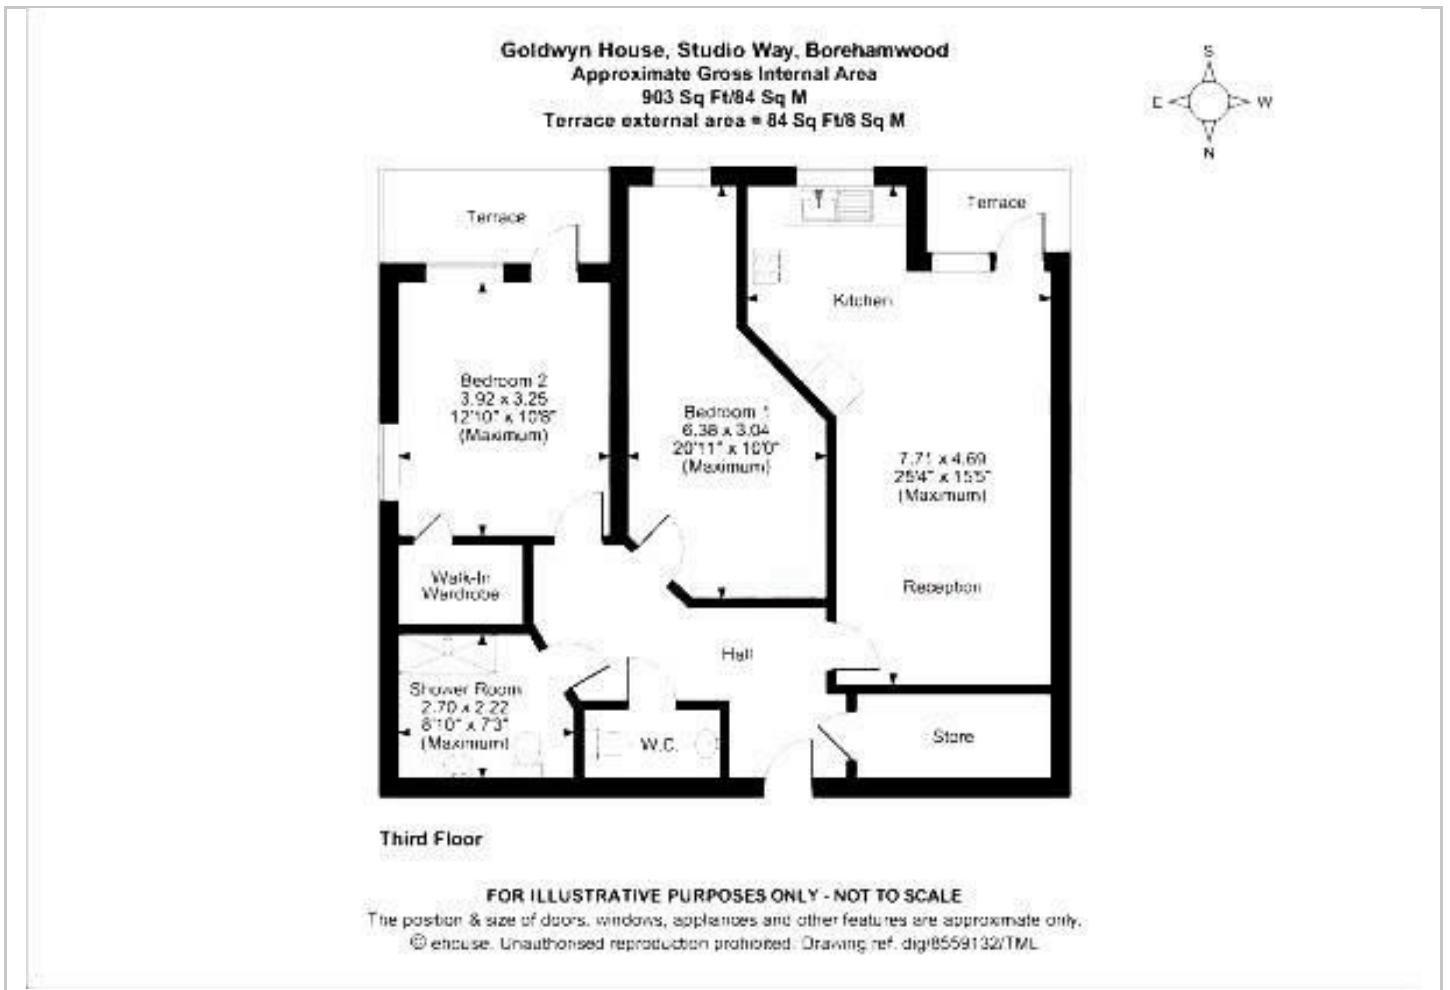 Goldwyn House, Studio Way, Borehamwood
Approximate Gross Internal Area
903 Sq Ft/84 Sq M
Terrace external area = 84 Sq Ft/8 Sq M
S
E
W
N
Terrace
Terrace
Kitchen
Bedroom 2
3.92 x 3.25
12'10" x 10'8"
(Maximum)
Bedroom 1
6.38 x 3.04
20'11" x 10'0"
(Maximum)
7.71 x 4.69
25'4" x 15'5"
(Maximum)
Walk-In
Wardrobe
Reception
Hall
Shower Room
2.70 x 2.22
8'10" x 7'3"
(Maximum)
W.C.
Store
Third Floor
FOR ILLUSTRATIVE PURPOSES ONLY - NOT TO SCALE
The position & size of doors, windows, appliances and other features are approximate only.
© ehouse. Unauthorised reproduction prohibited. Drawing ref. dig/8559132/TML